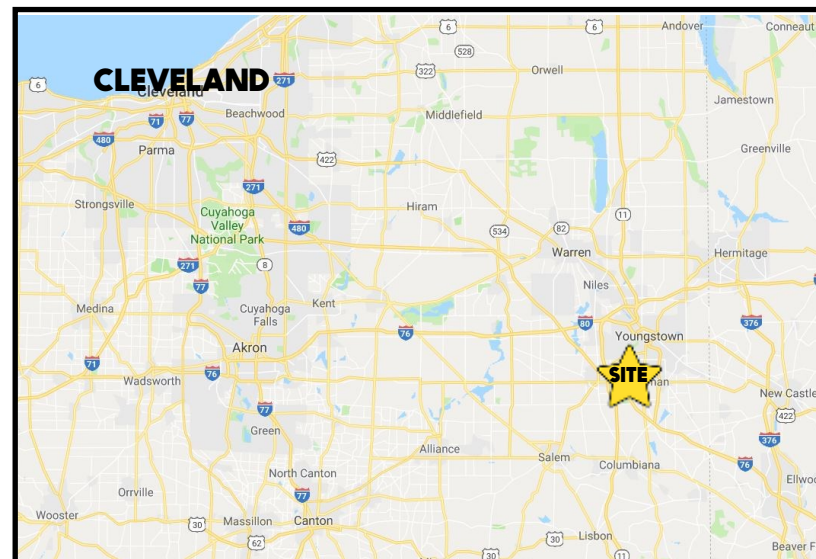 6
6
Andover
Conneaut
528
322
Orwell
CLEVELAND
271
6
Cleveland
Jamestown
Beachwood
Middlefield
71
77
480
Parma
422
Greenville
271
Strongsville
Cuyahoga
Valley
National Park
Hiram
11
480
534
82
Warren
Hermitage
271
8
77
Niles
Medina
Cuyahoga
Falls
Kent
80
376
76
Youngstown
Akron
71
76
Wadsworth
SITE
man
New Castle
77
422
Green
376
Alliance
Salem
Columbiana
76
North Canton
77
Ellwo
Orrville
Wooster
30
Massillon
Canton
62
30
30
Lisbon
11
Beaver F